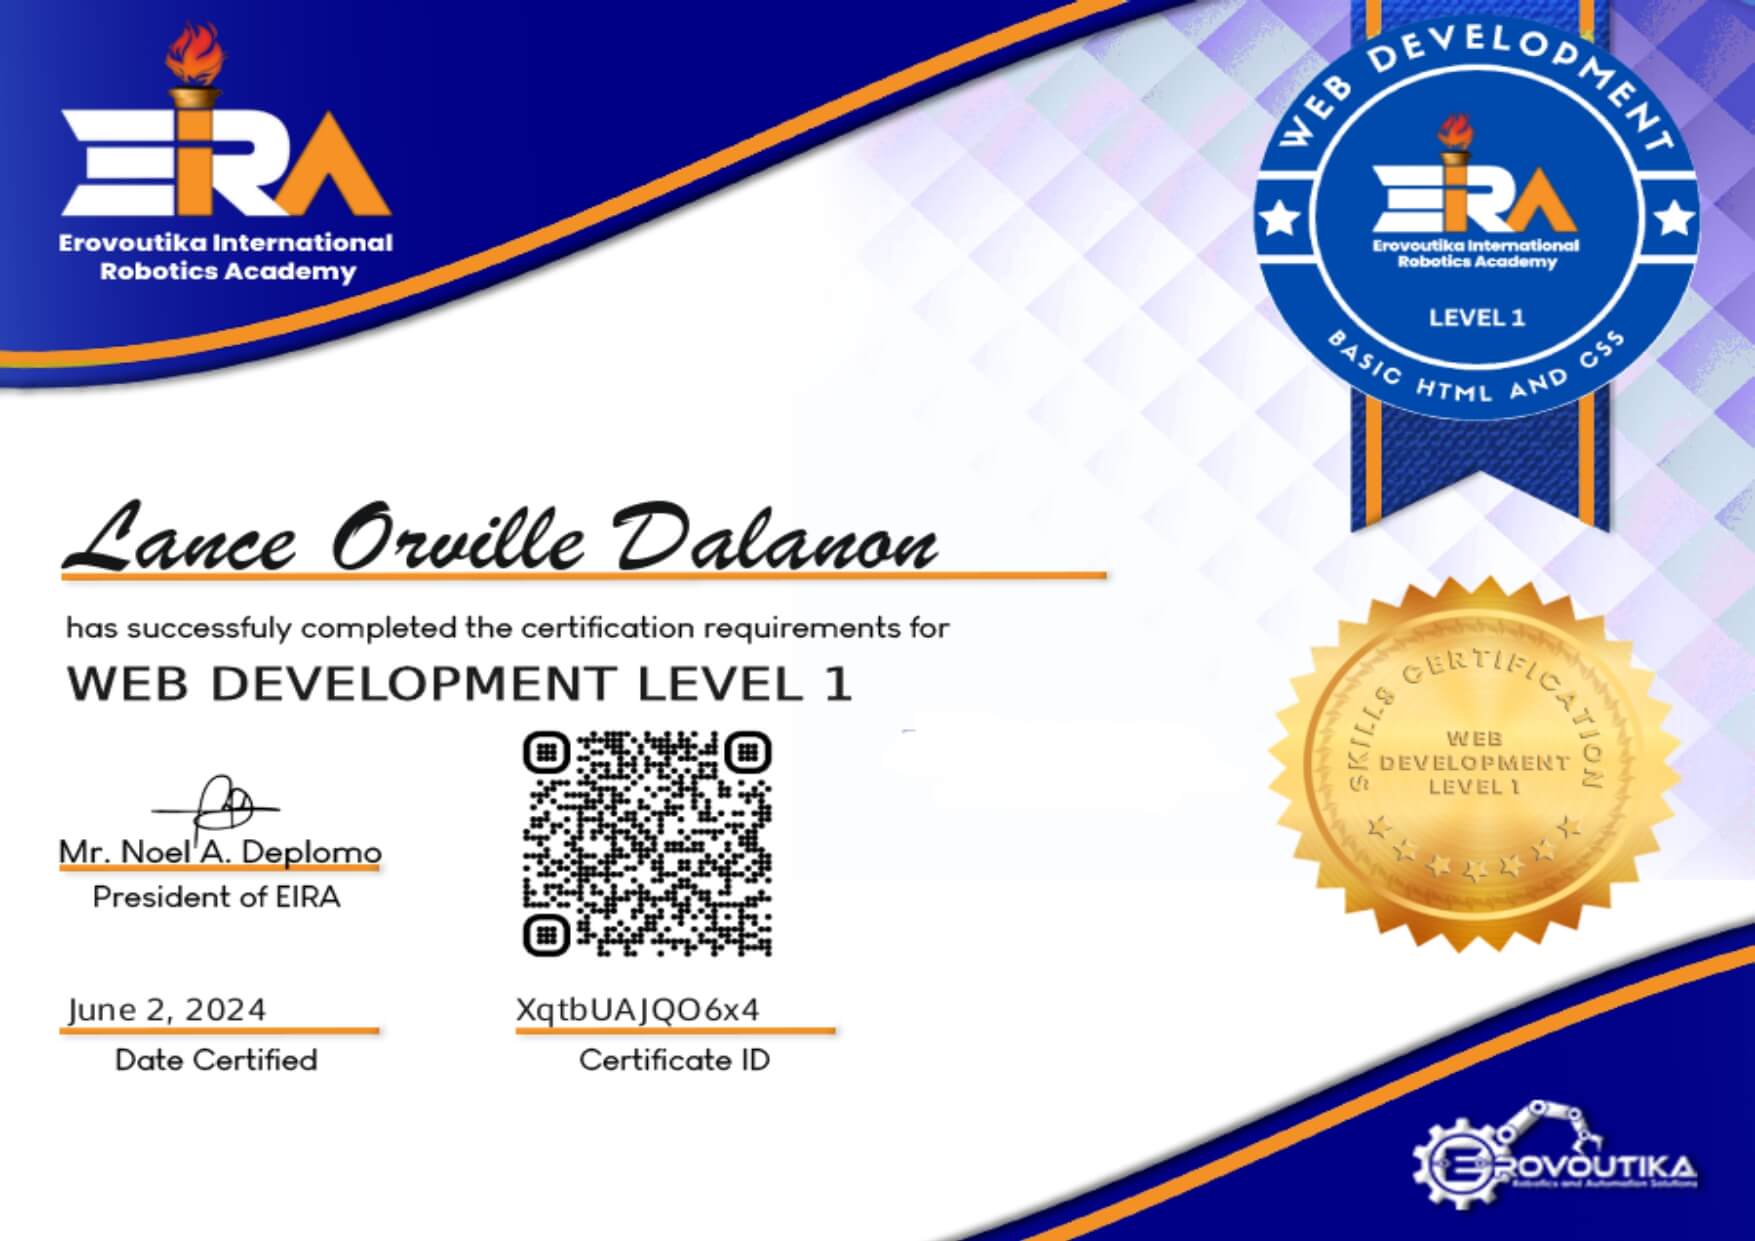 EIRA
Erovoutika International
Robotics Academy
WEB DEVELOPMENT
EIRA
Erovoutika International
Robotics Academy
LEVEL 1
BASIC HTML AND CSS
Lance Orville Dalanon
has successfuly completed the certification requirements for
WEB DEVELOPMENT LEVEL 1
SKILLS CERTIFICATION
WEB
DEVELOPMENT
LEVEL 1
Mr. Noel A. Deplomo
President of EIRA
June 2, 2024
Date Certified
XqtbUAJQO6x4
Certificate ID
EROVOUTIKA
Robotics and Automation Solutions